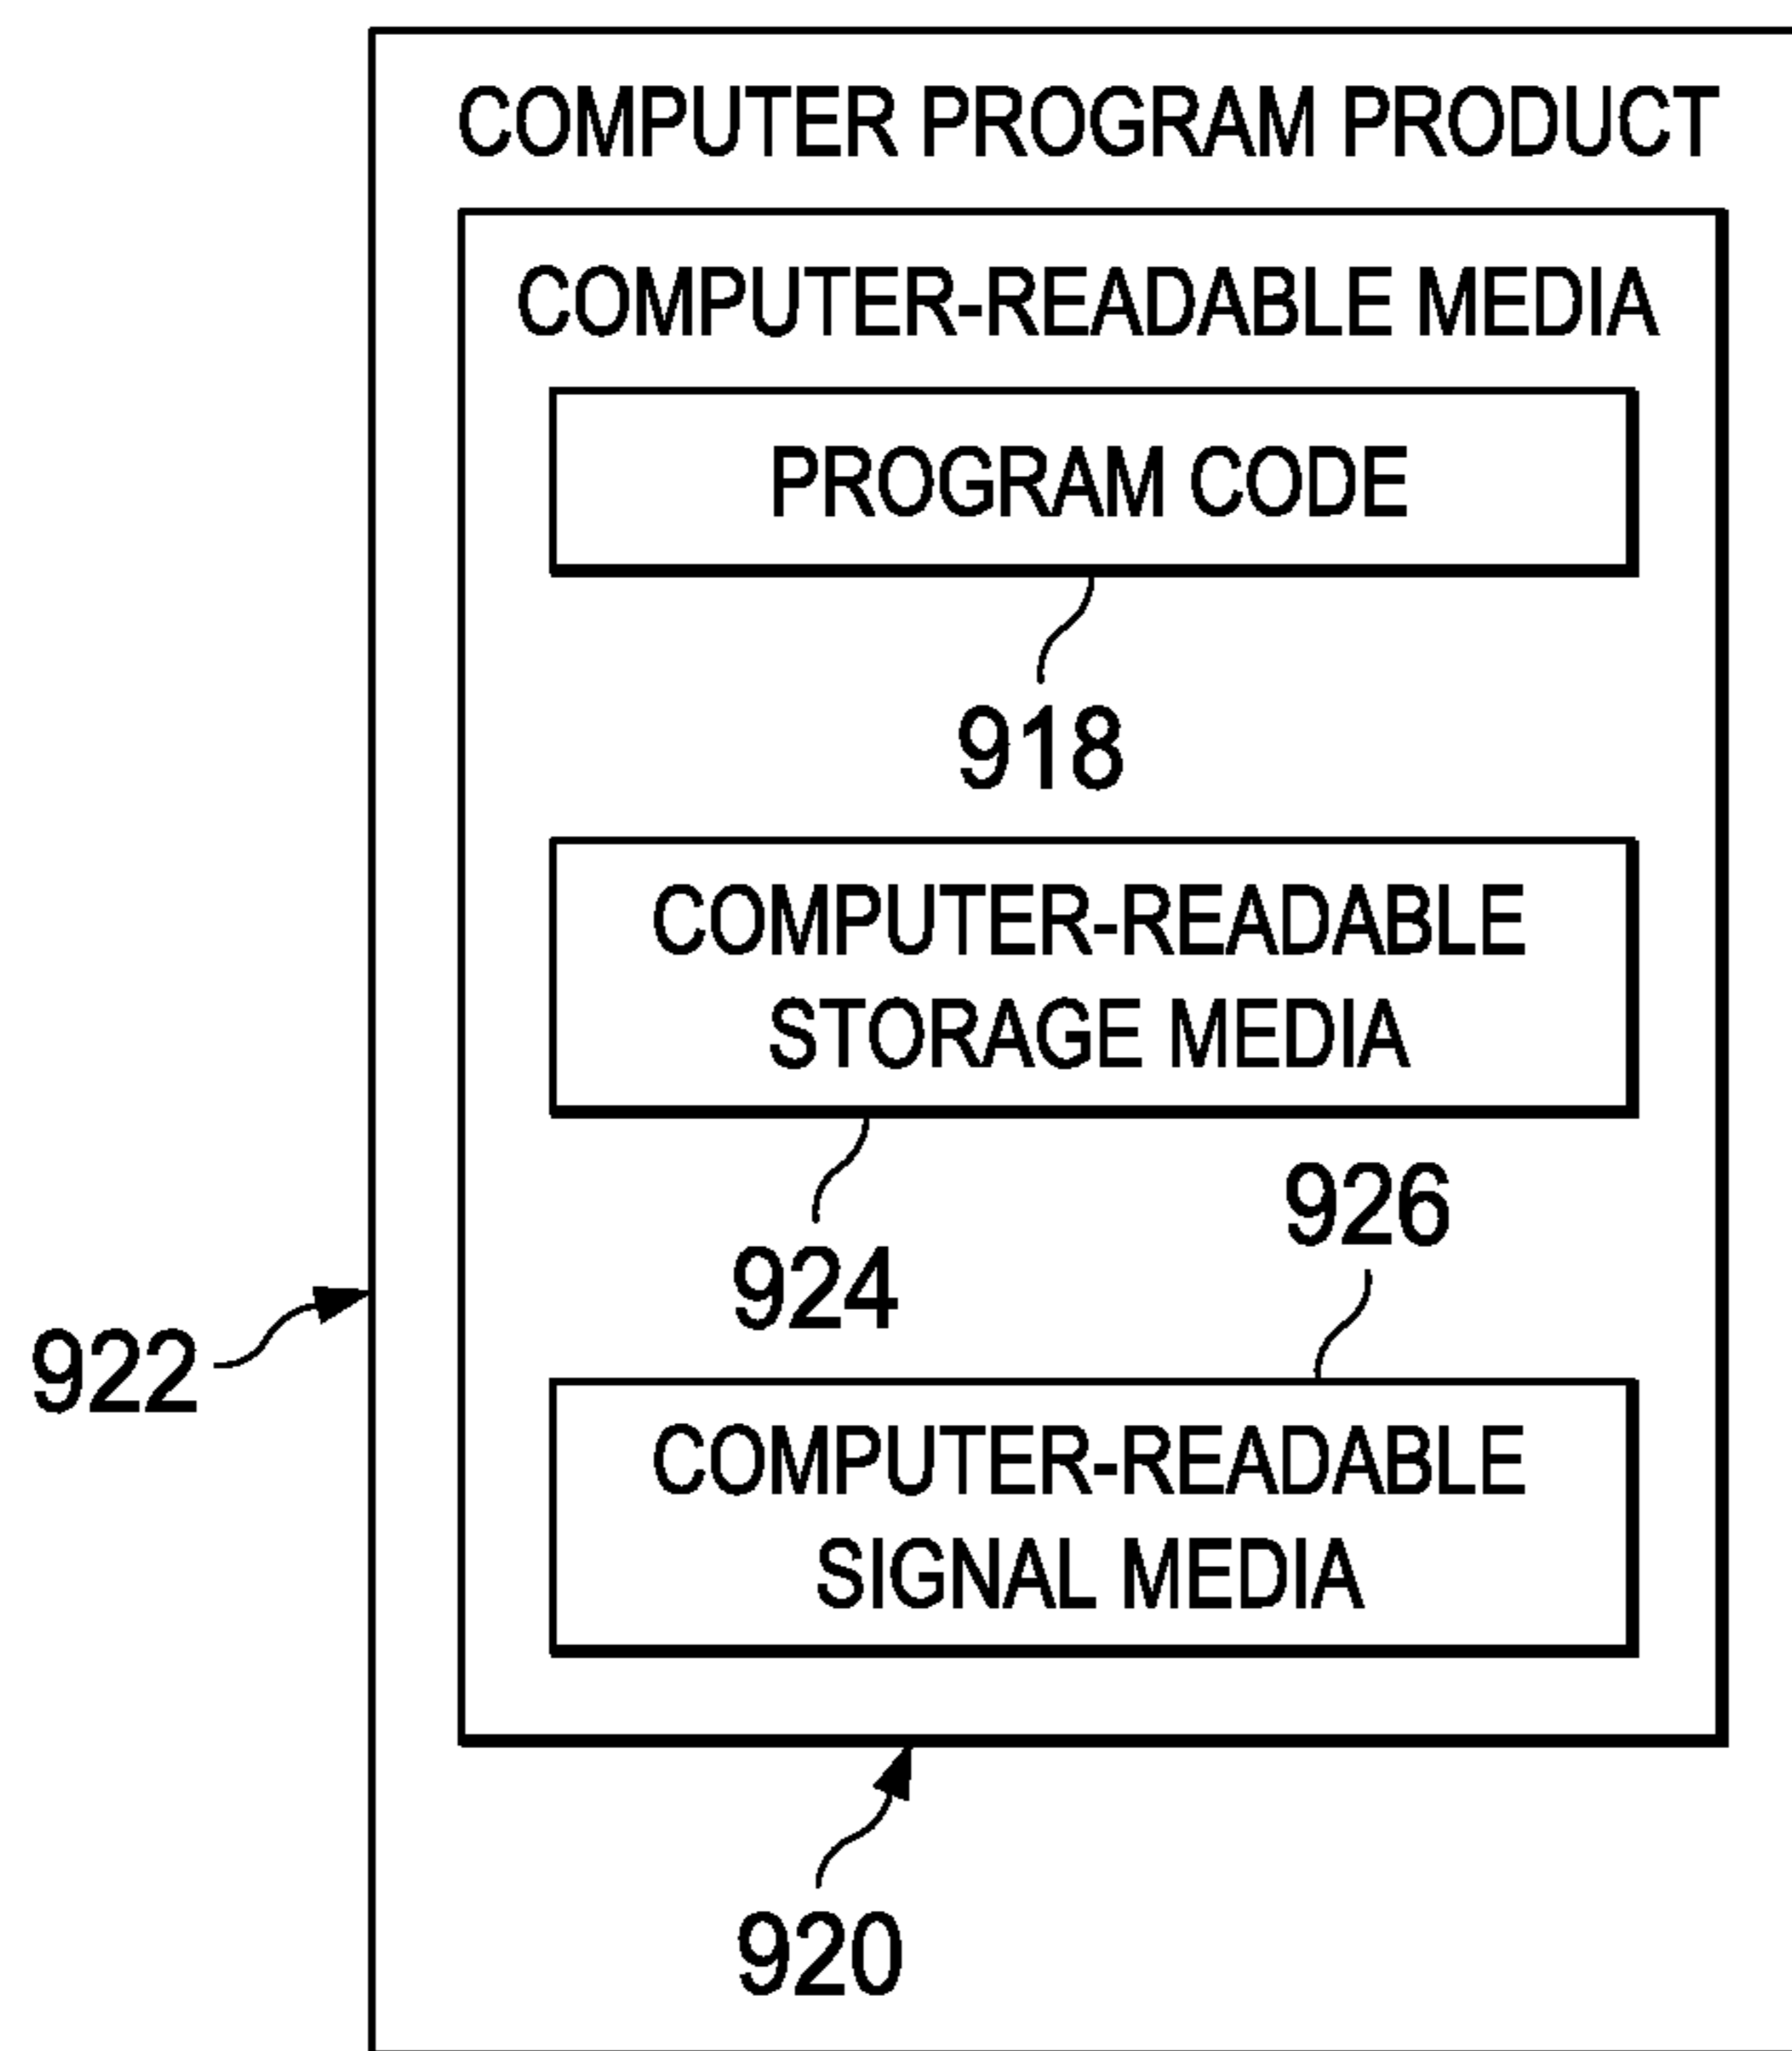 COMPUTER PROGRAM PRODUCT
COMPUTER-READABLE MEDIA
PROGRAM CODE
918
COMPUTER-READABLE
STORAGE MEDIA
926
924
922
COMPUTER-READABLE
SIGNAL MEDIA
920